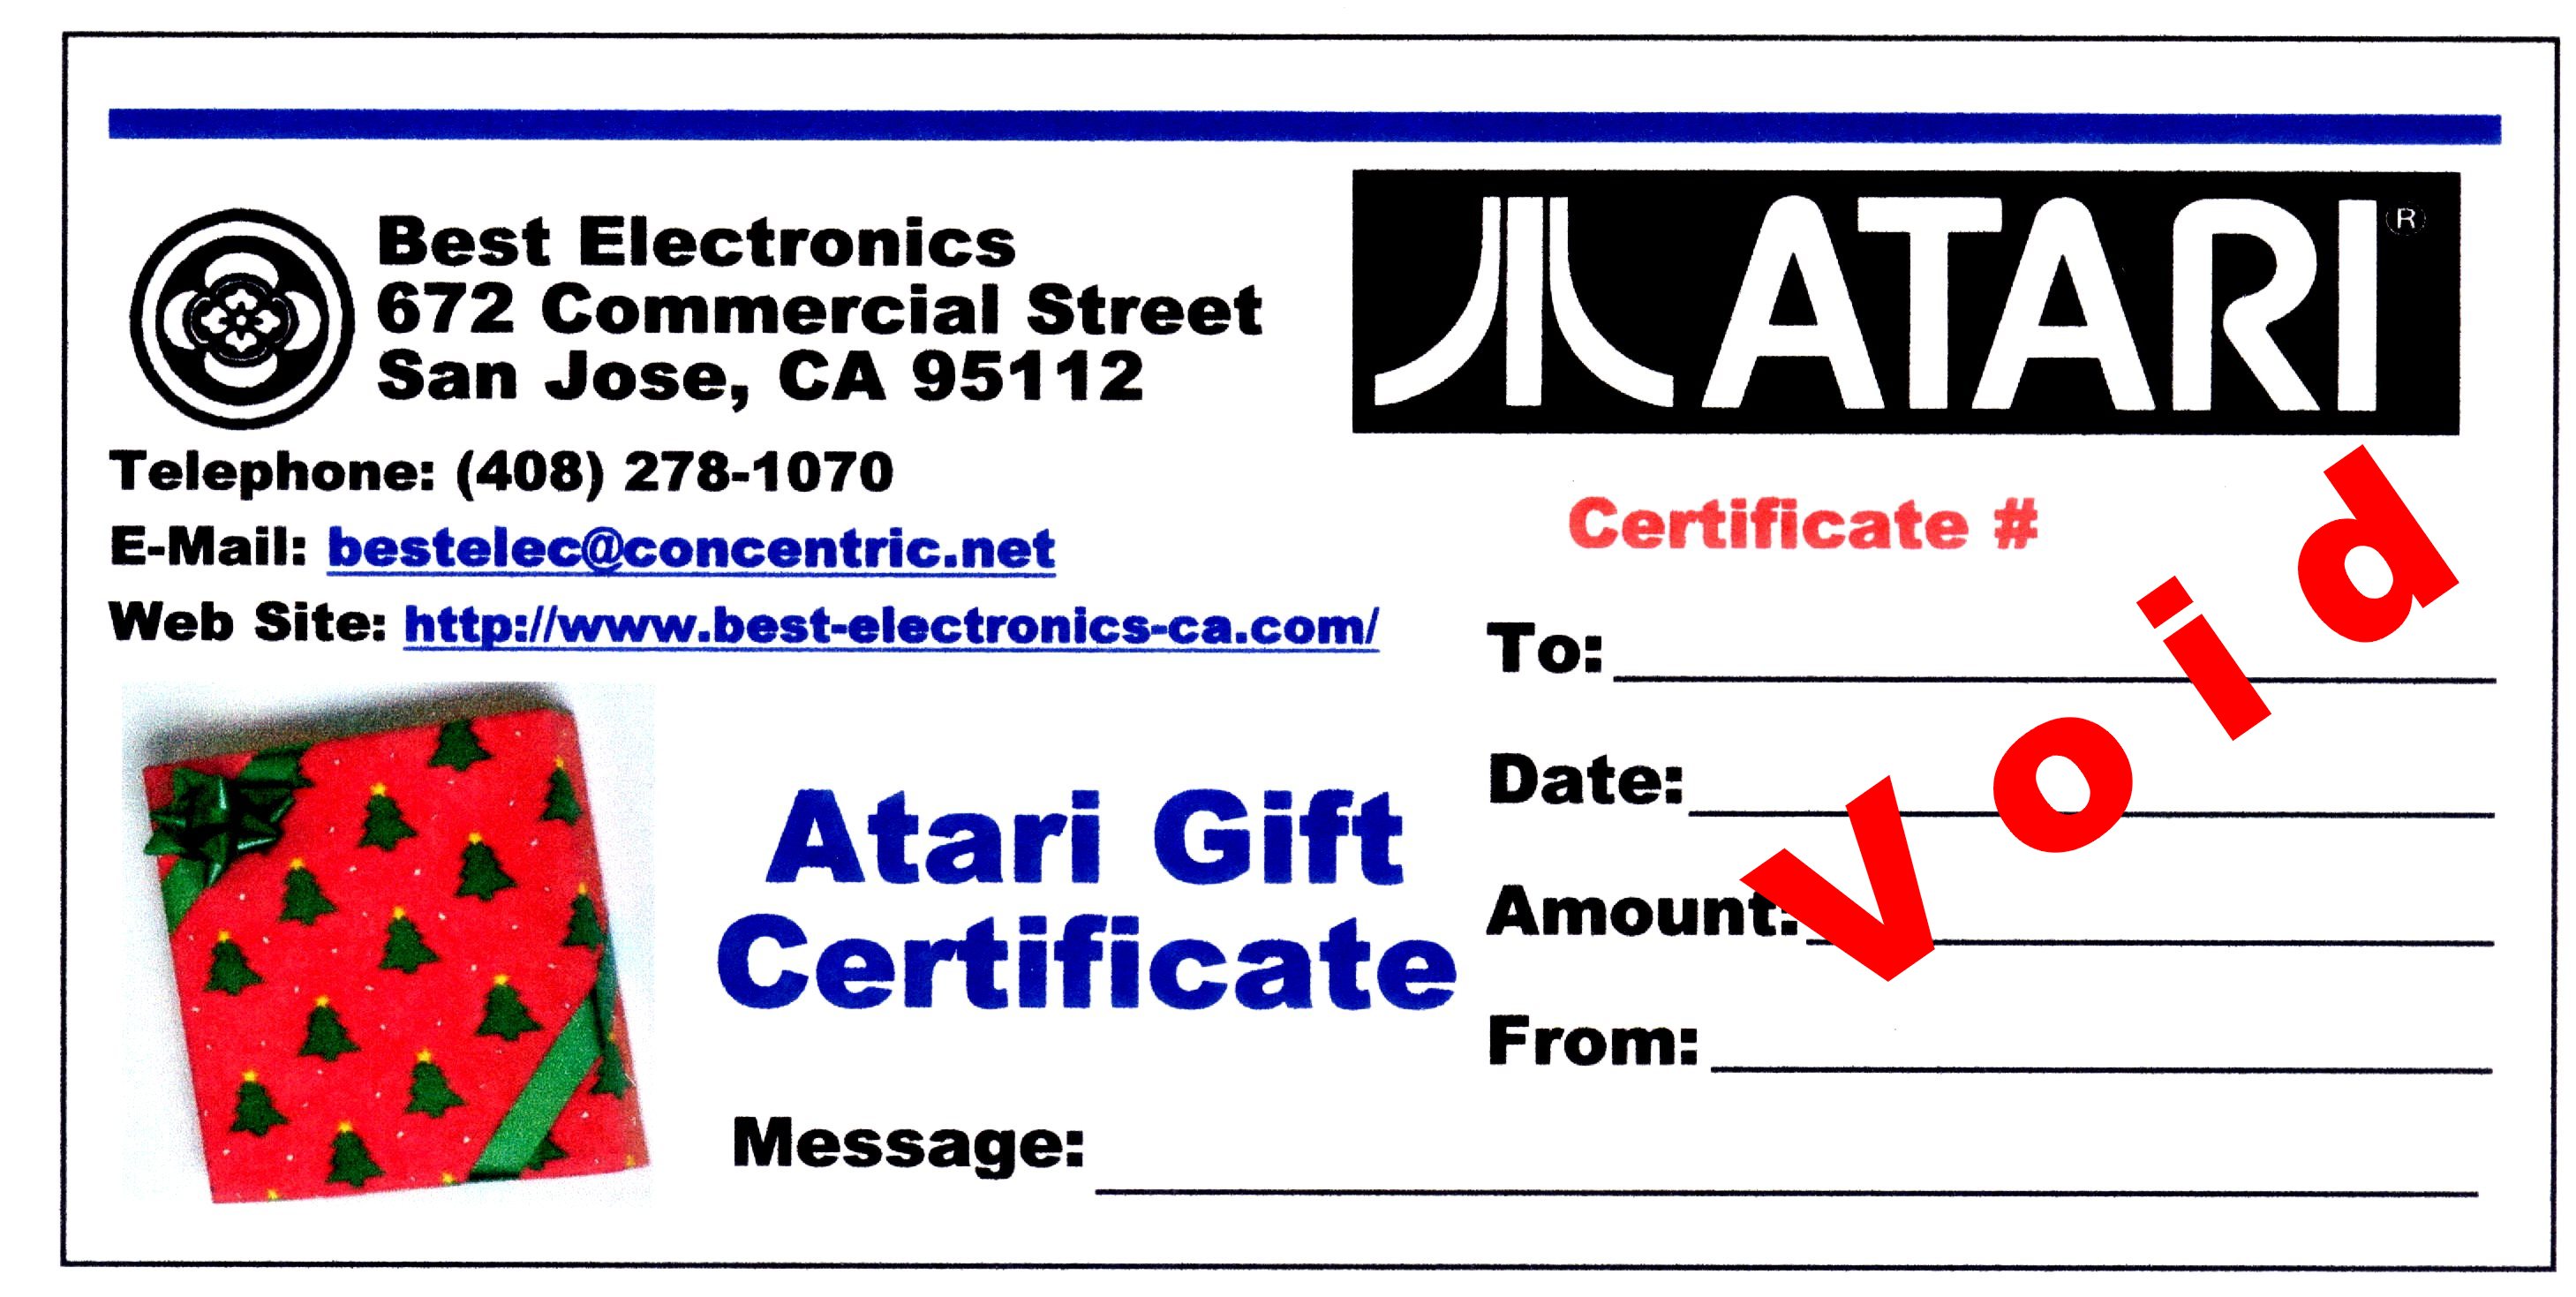 Best Electronics
672 Commercial Street
San Jose, CA 95112
Telephone: (408) 278-1070
E-Mail: bestelec@concentric.net
Web Site: http://www.best-electronics-ca.com/
ATARI®
Certificate #
To:
Date:
Amount:
From:
Void
Atari Gift
Certificate
Message: